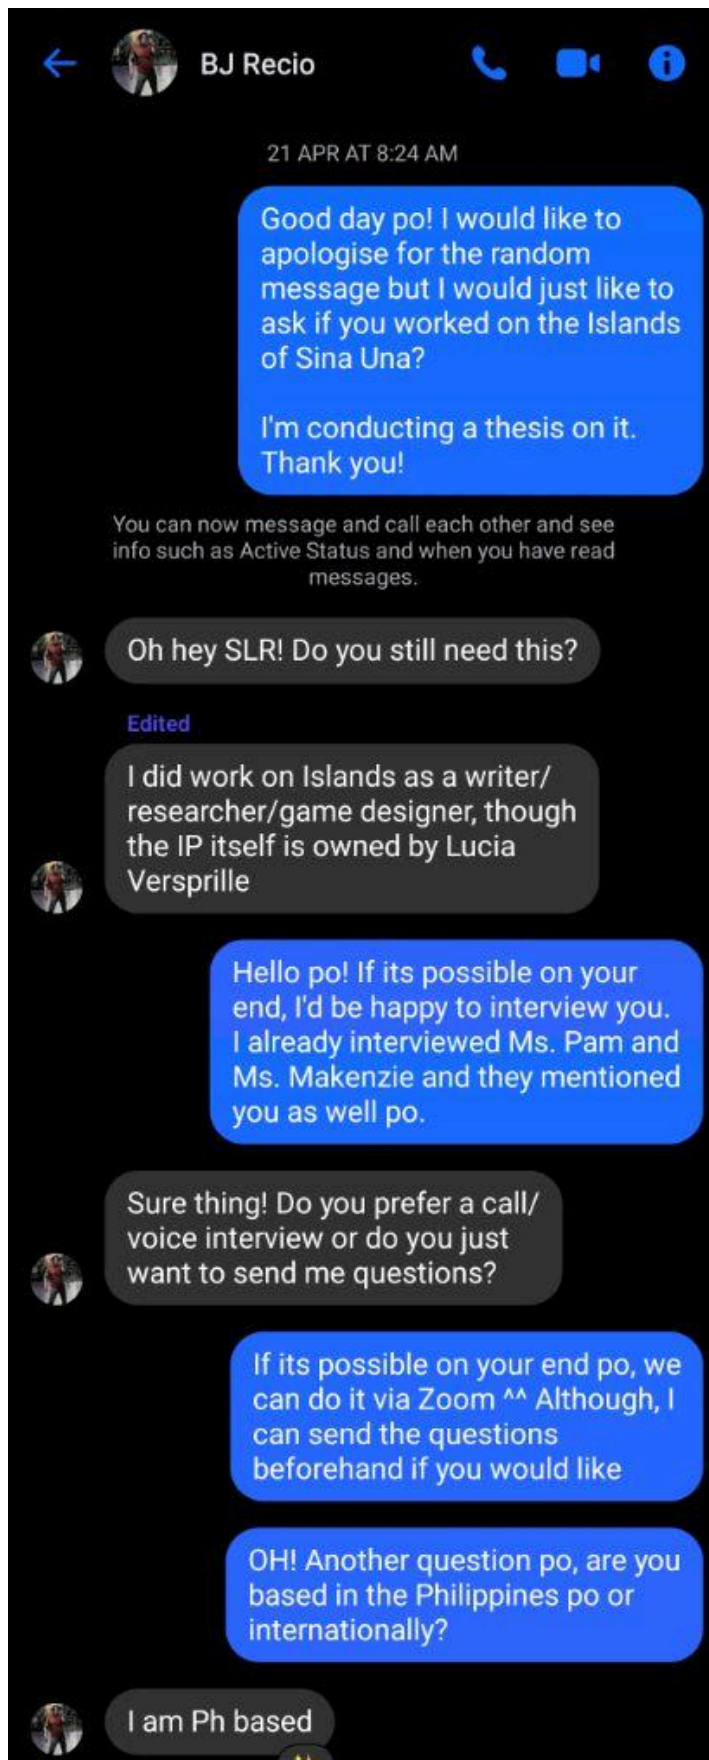 BJ Recio
21 APR AT 8:24 AM
Good day po! I would like to
apologise for the random
message but I would just like to
ask if you worked on the Islands
of Sina Una?
I'm conducting a thesis on it.
Thank you!
You can now message and call each other and see
info such as Active Status and when you have read
messages.
Oh hey SLR! Do you still need this?
Edited
I did work on Islands as a writer/
researcher/game designer, though
the IP itself is owned by Lucia
Versprille
Hello po! If its possible on your
end, I'd be happy to interview you.
I already interviewed Ms. Pam and
Ms. Makenzie and they mentioned
you as well po.
Sure thing! Do you prefer a call/
voice interview or do you just
want to send me questions?
If its possible on your end po, we
can do it via Zoom ^^ Although, I
can send the questions
beforehand if you would like
OH! Another question po, are you
based in the Philippines po or
internationally?
I am Ph based